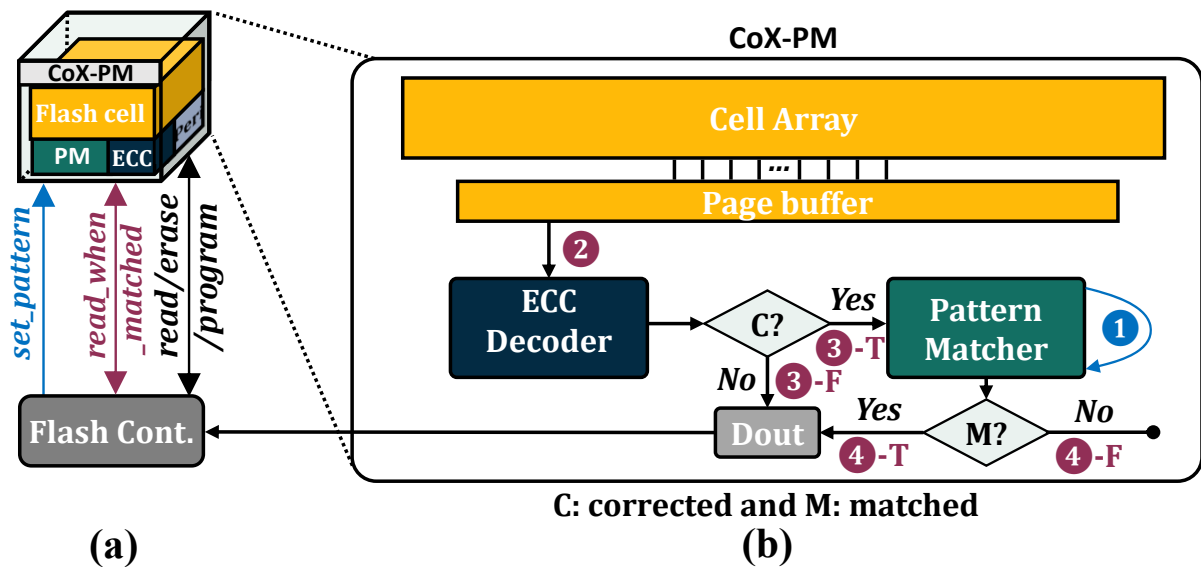 CoX-PM
Flash cell
Peri
PM
ECC
set_pattern
read_when
_matched
read/erase
/program
Flash Cont.
(a)
CoX-PM
Cell Array
...
Page buffer
2
ECC
Decoder
C?
Yes
3-T
No
3-F
Pattern
Matcher
1
Dout
Yes
4-T
M?
No
4-F
C: corrected and M: matched
(b)